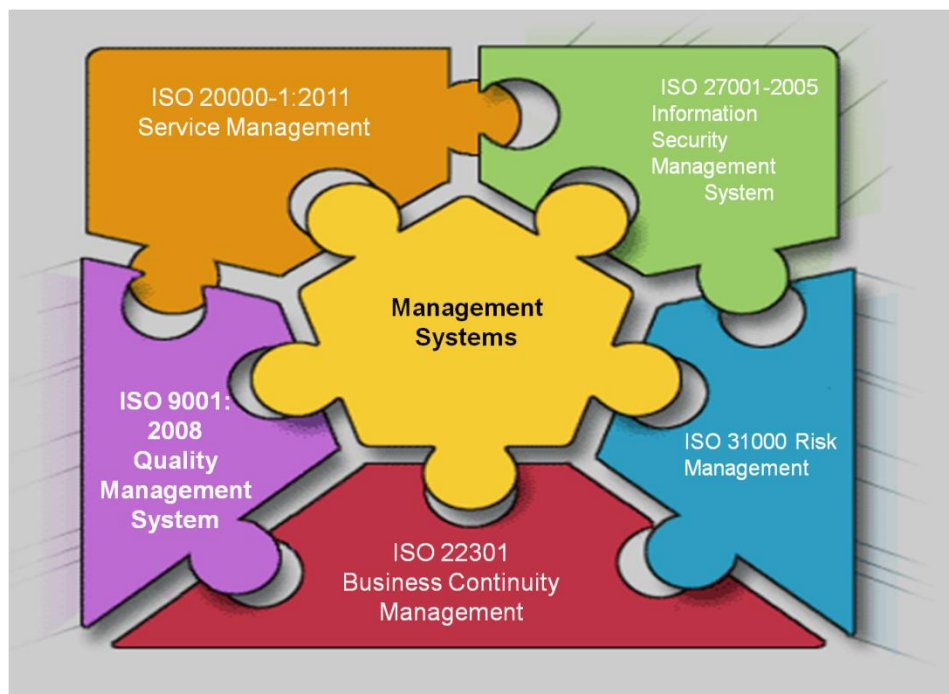 ISO 20000-1:2011
Service Management
ISO 27001-2005
Information
Security
Management
System
Management
Systems
ISO 9001:
2008
Quality
Management
System
ISO 31000 Risk
Management
ISO 22301
Business Continuity
Management